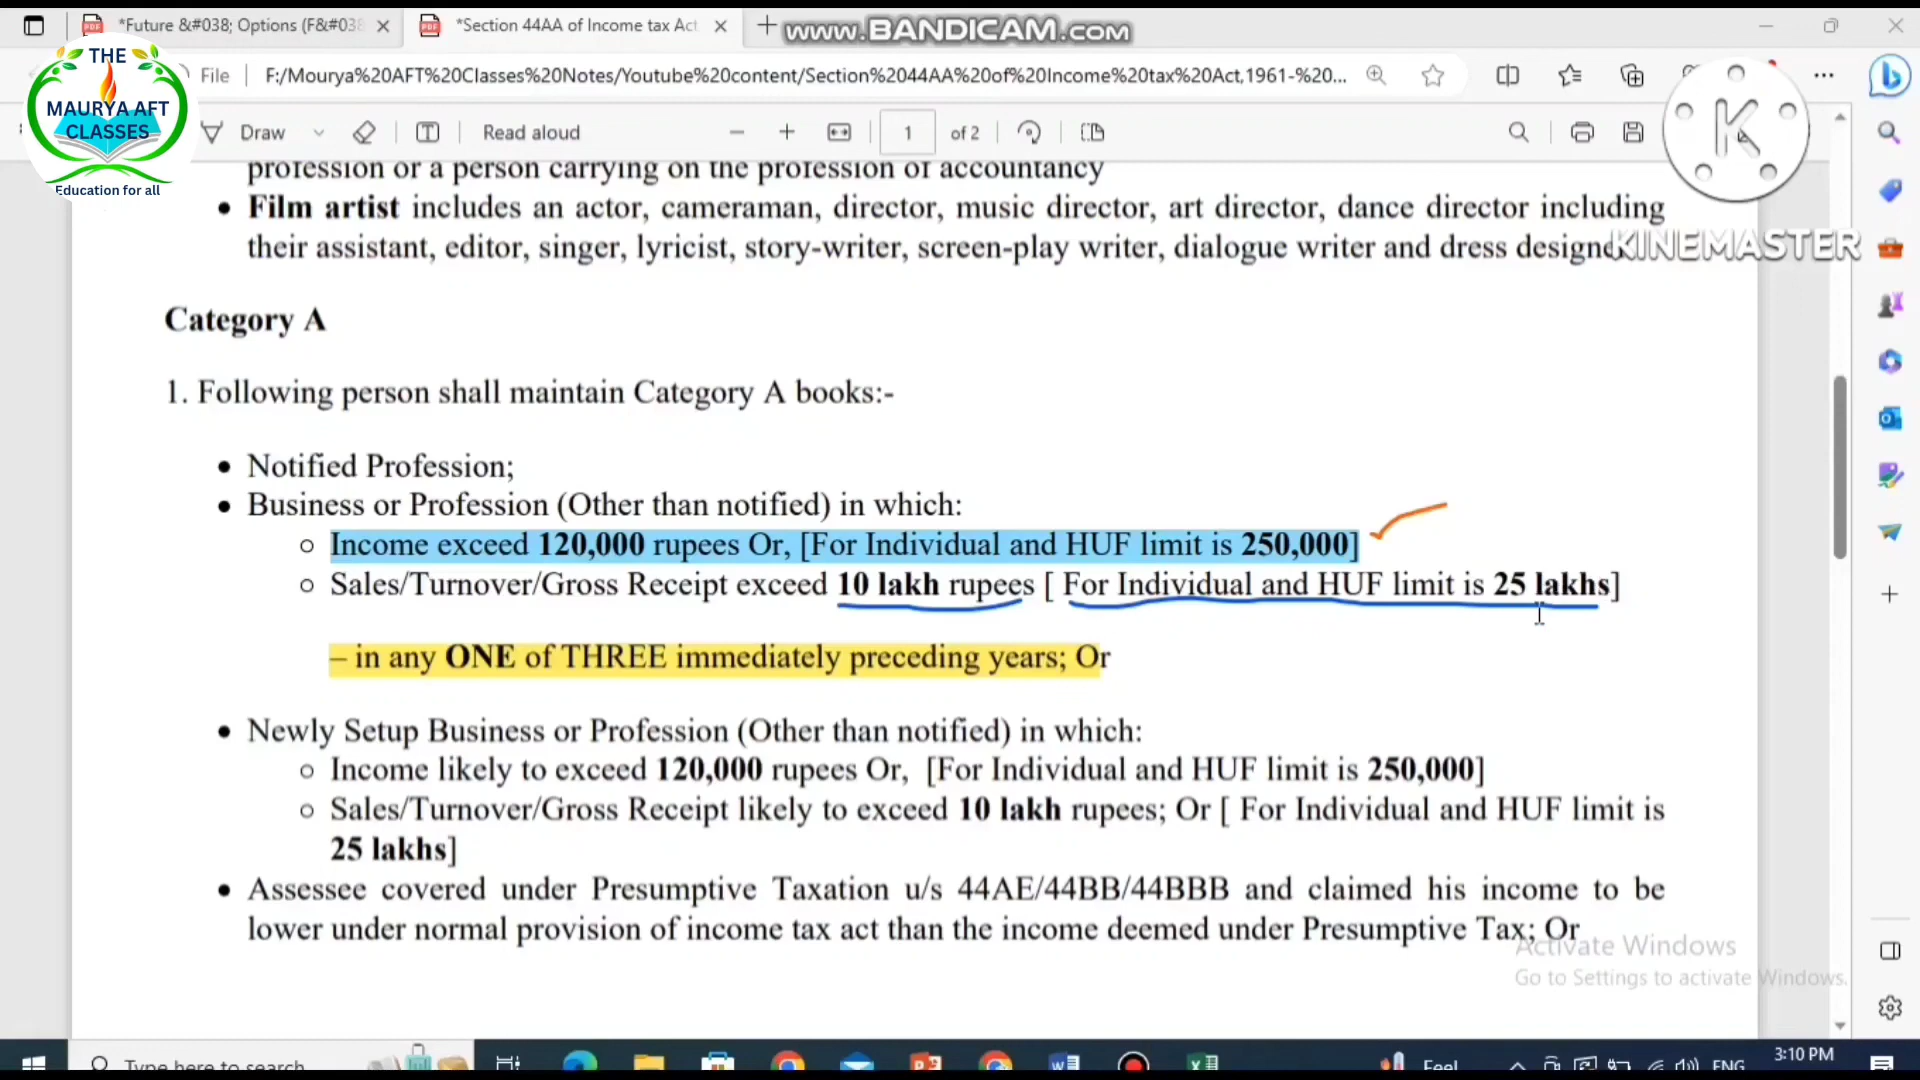 *Future &#038; Options (F&#038
*Section 44AA of Income tax Act
www.BANDICAM.com
THE
MAURYA AFT
CLASSES
Education for all
File
F:/Mourya%20AFT%20Classes%20Notes/Youtube%20content/Section%2044AA%20of%20Income%20tax%20Act,1961-%20...
Draw
Read aloud
1
of 2
K
KINEMASTER
profession or a person carrying on the profession of accountancy
• Film artist includes an actor, cameraman, director, music director, art director, dance director including
their assistant, editor, singer, lyricist, story-writer, screen-play writer, dialogue writer and dress designer
Category A
1. Following person shall maintain Category A books:-
• Notified Profession;
• Business or Profession (Other than notified) in which:
○ Income exceed 120,000 rupees Or, [For Individual and HUF limit is 250,000]
○ Sales/Turnover/Gross Receipt exceed 10 lakh rupees [ For Individual and HUF limit is 25 lakhs]
– in any ONE of THREE immediately preceding years; Or
• Newly Setup Business or Profession (Other than notified) in which:
○ Income likely to exceed 120,000 rupees Or, [For Individual and HUF limit is 250,000]
○ Sales/Turnover/Gross Receipt likely to exceed 10 lakh rupees; Or [ For Individual and HUF limit is
25 lakhs]
• Assessee covered under Presumptive Taxation u/s 44AE/44BB/44BBB and claimed his income to be
lower under normal provision of income tax act than the income deemed under Presumptive Tax; Or
Activate Windows
Go to Settings to activate Windows.
Type here to search
Feel
ENG
3:10 PM